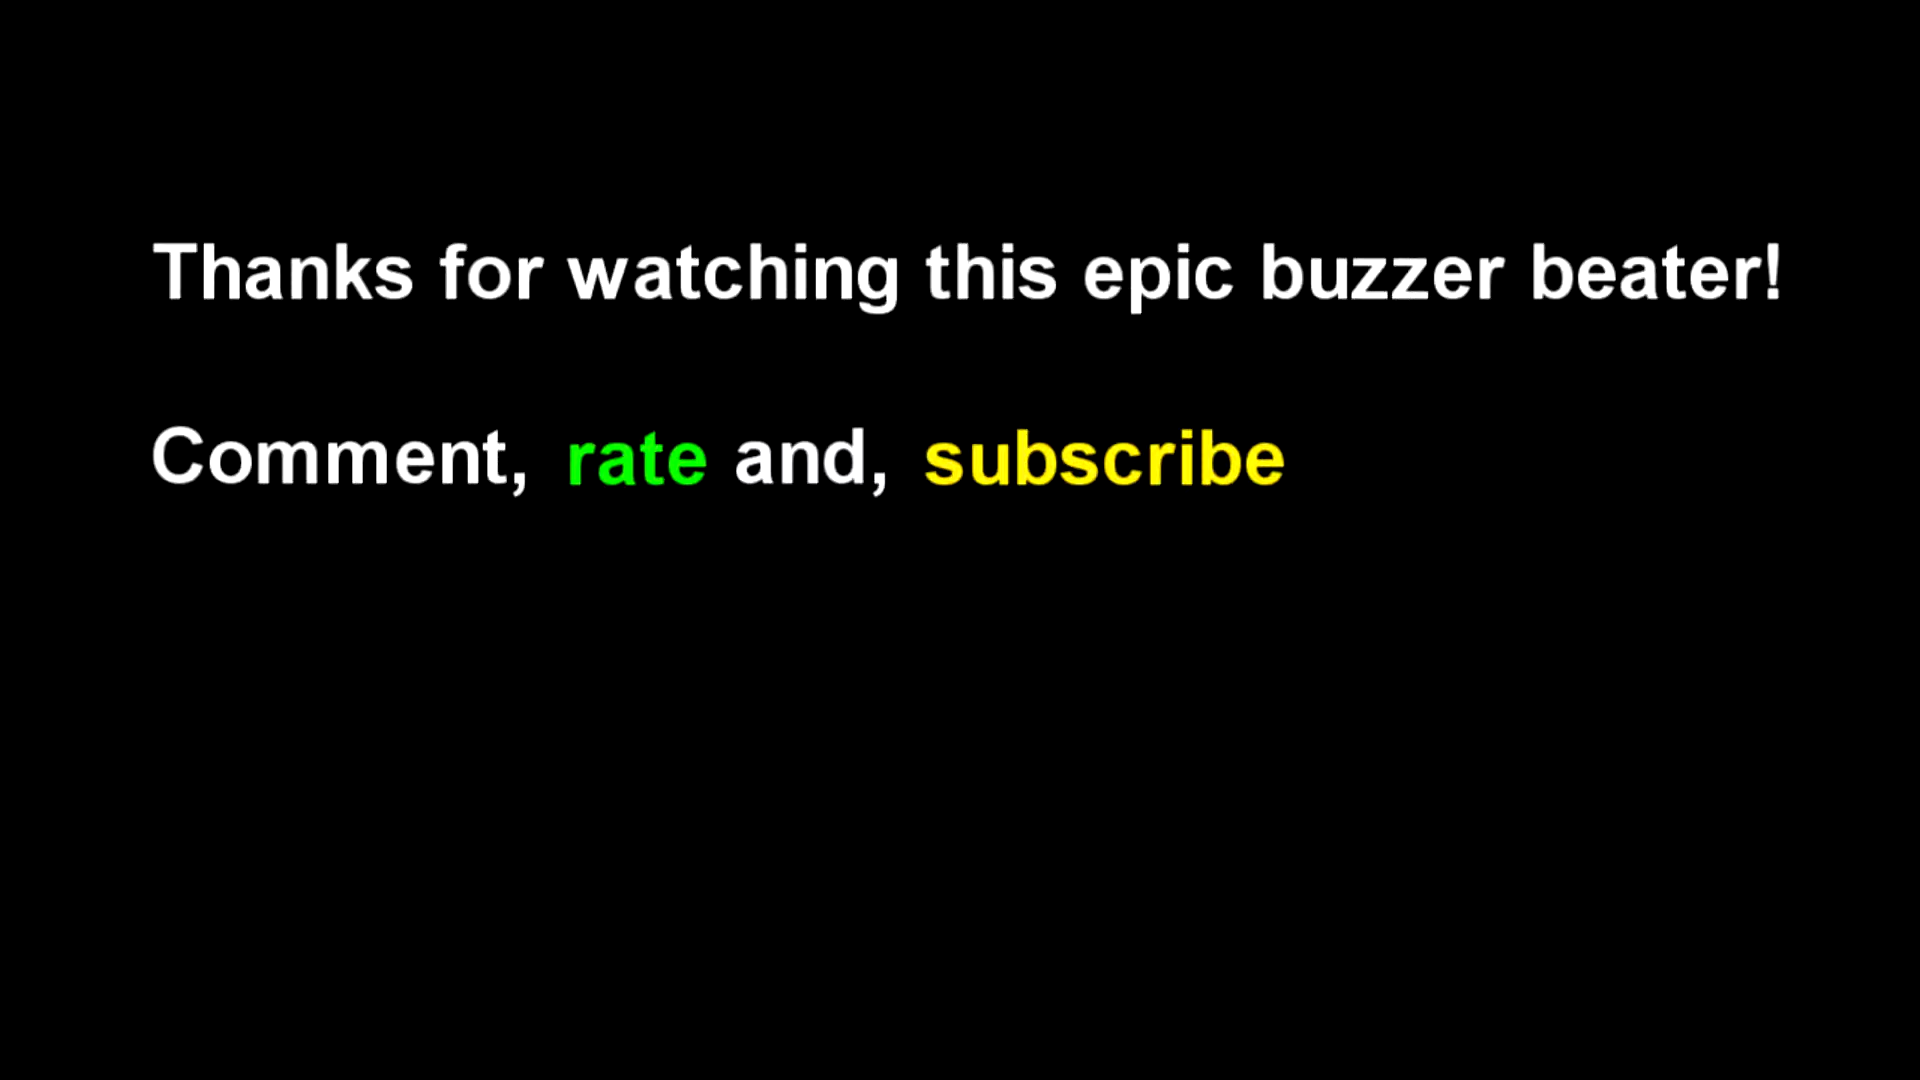 Thanks for watching this epic buzzer beater!
Comment, rate and, subscribe